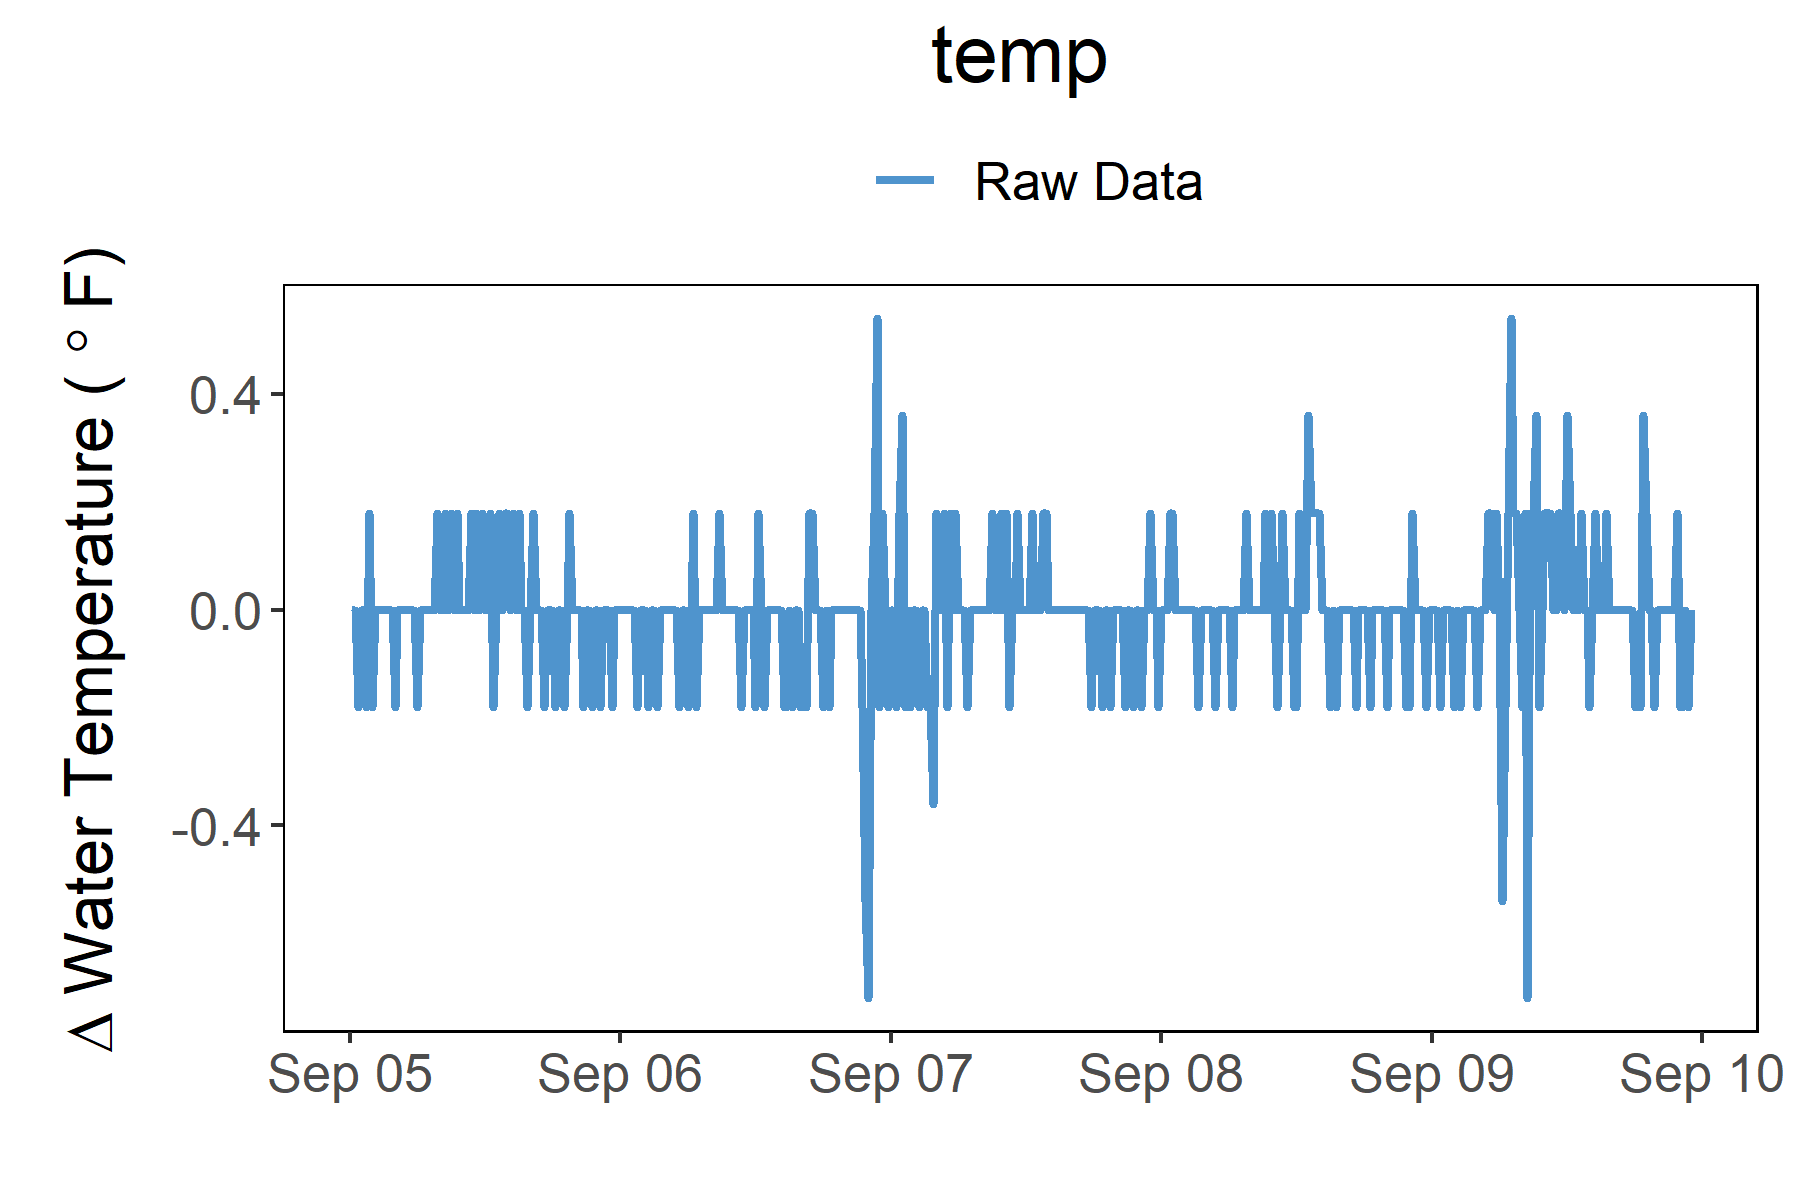 temp
Raw Data
Δ Water Temperature ( ° F)
0.4
0.0
-0.4
Sep 05 Sep 06 Sep 07 Sep 08 Sep 09 Sep 10